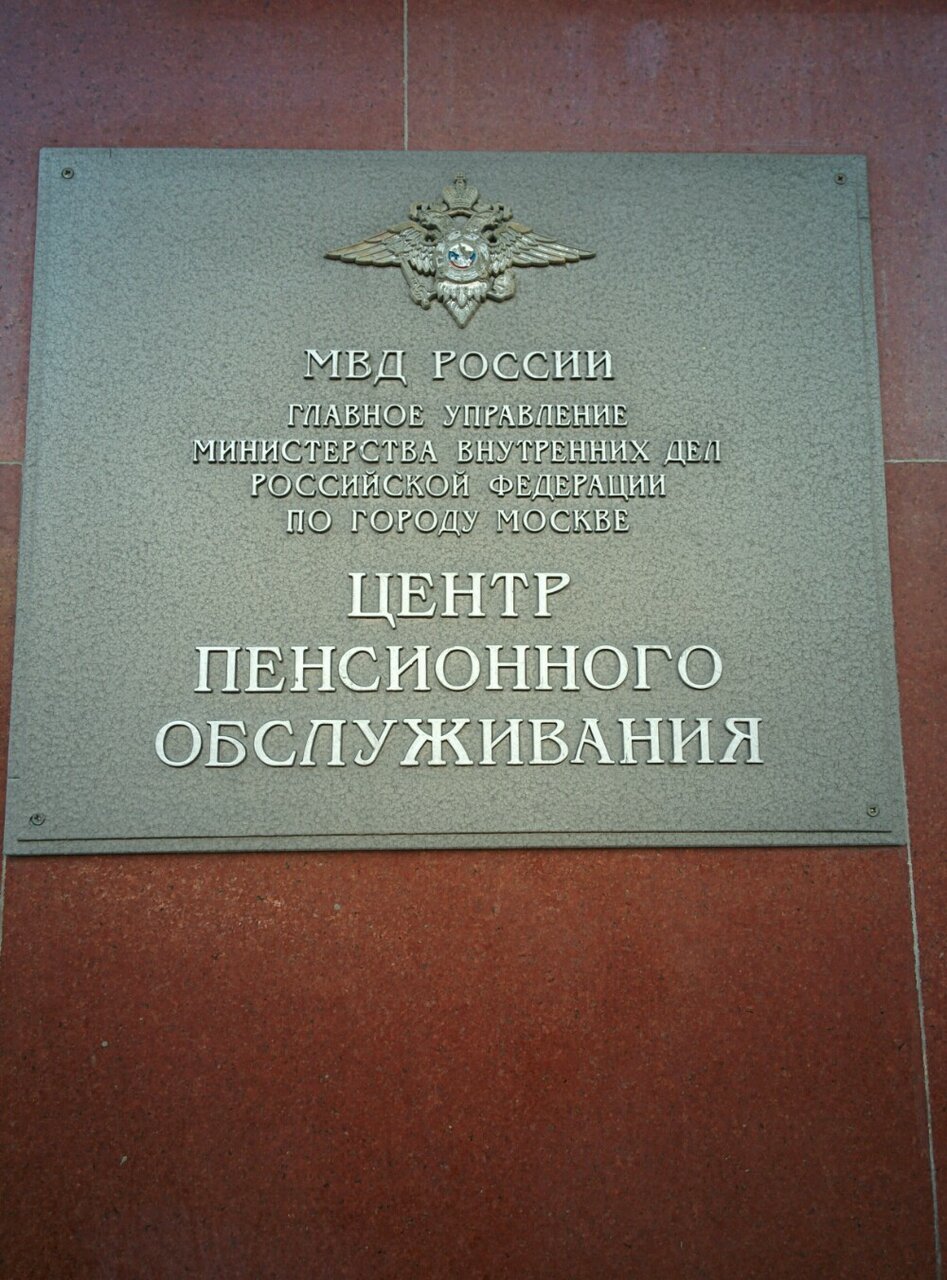 МВД РОССИИ
ГЛАВНОЕ УПРАВЛЕНИЕ
МИНИСТЕРСТВА ВНУТРЕННИХ ДЕЛ
РОССИЙСКОЙ ФЕДЕРАЦИИ
ПО ГОРОДУ МОСКВЕ
ЦЕНТР
ПЕНСИОННОГО
ОБСЛУЖИВАНИЯ